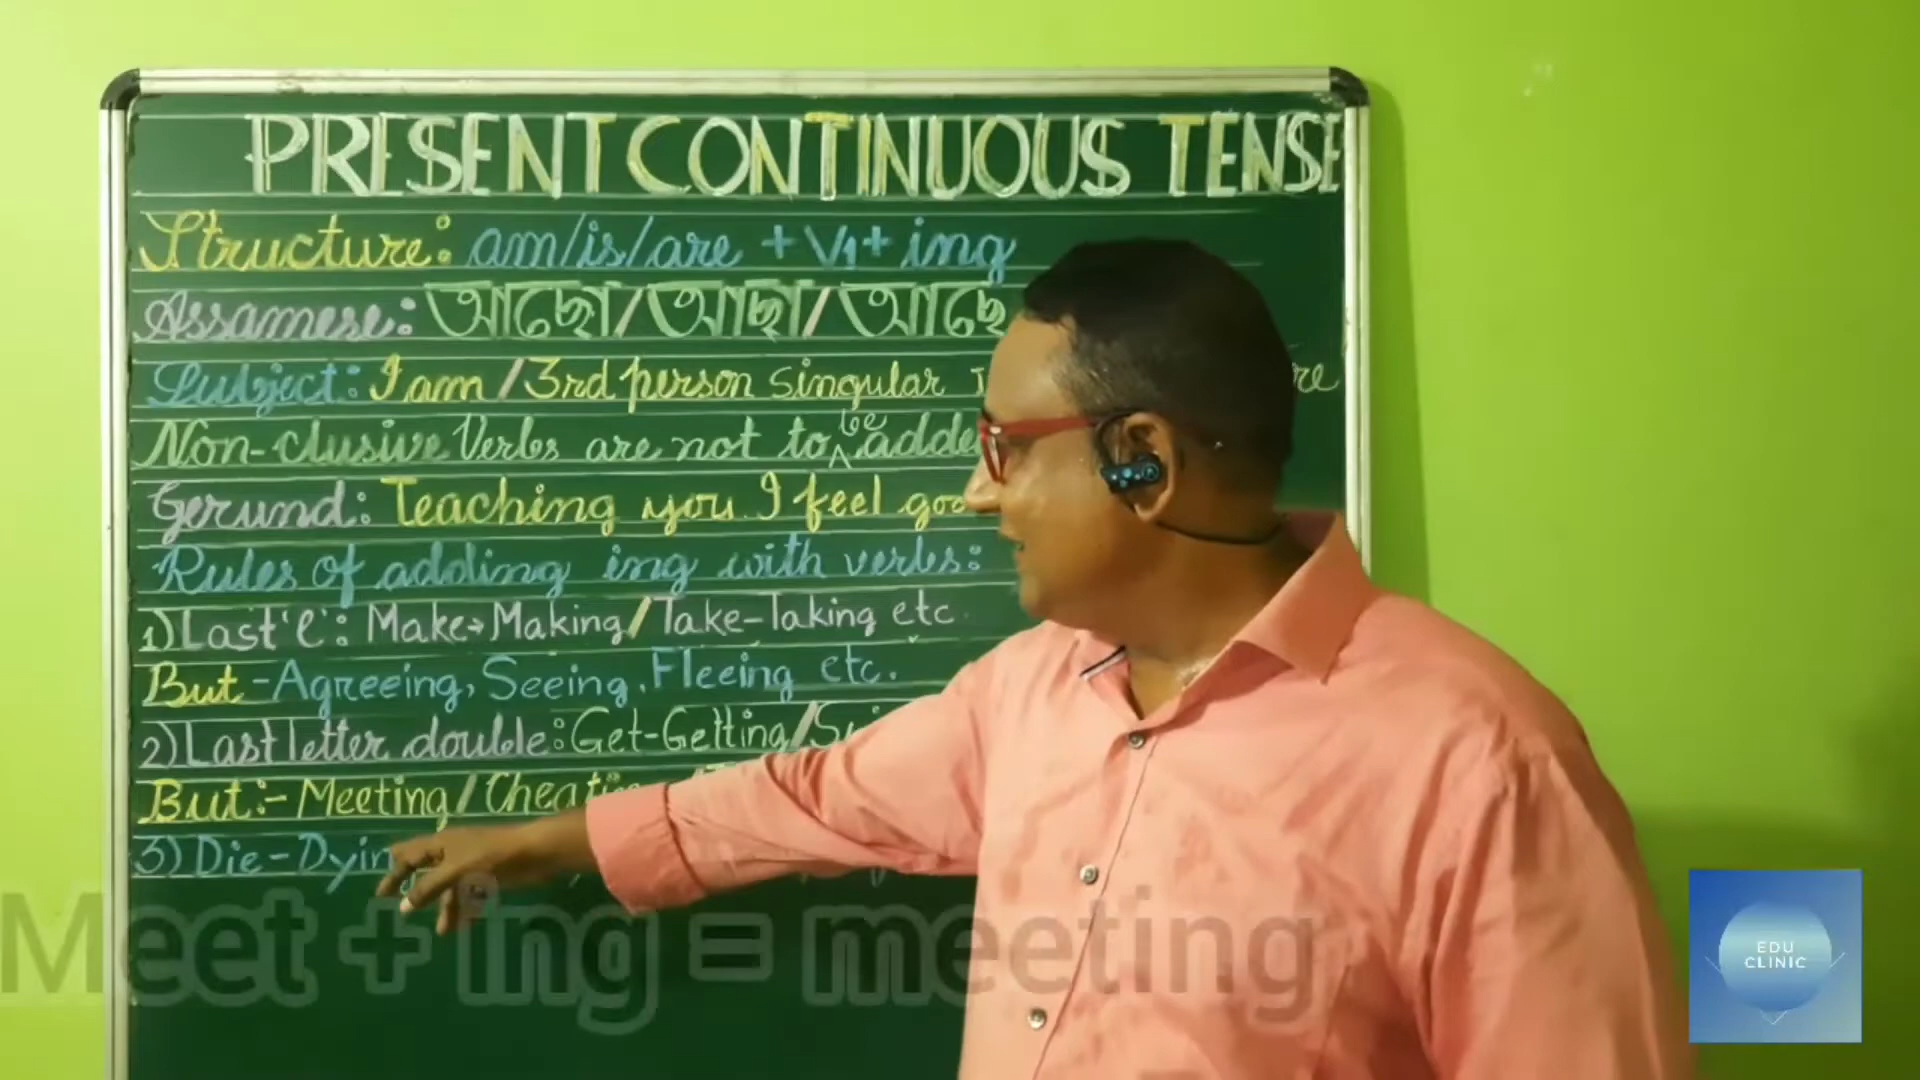 PRESENT CONTINUOUS TENSE
Structure: am/is/are + V1 + ing
Assamese: আছো/আছা/আছে
Subject: I am / 3rd person singular re
Non-clusive Verbs are not to be adde
Gerund: Teaching you I feel goo
Rules of adding ing with verbs:
1) Last 'e': Make→Making/Take-Taking etc.
But - Agreeing, Seeing, Fleeing etc.
2) Last letter double: Get-Getting/
But:- Meeting/
3) Die-Dyin
Meet + ing = meeting
EDU
CLINIC